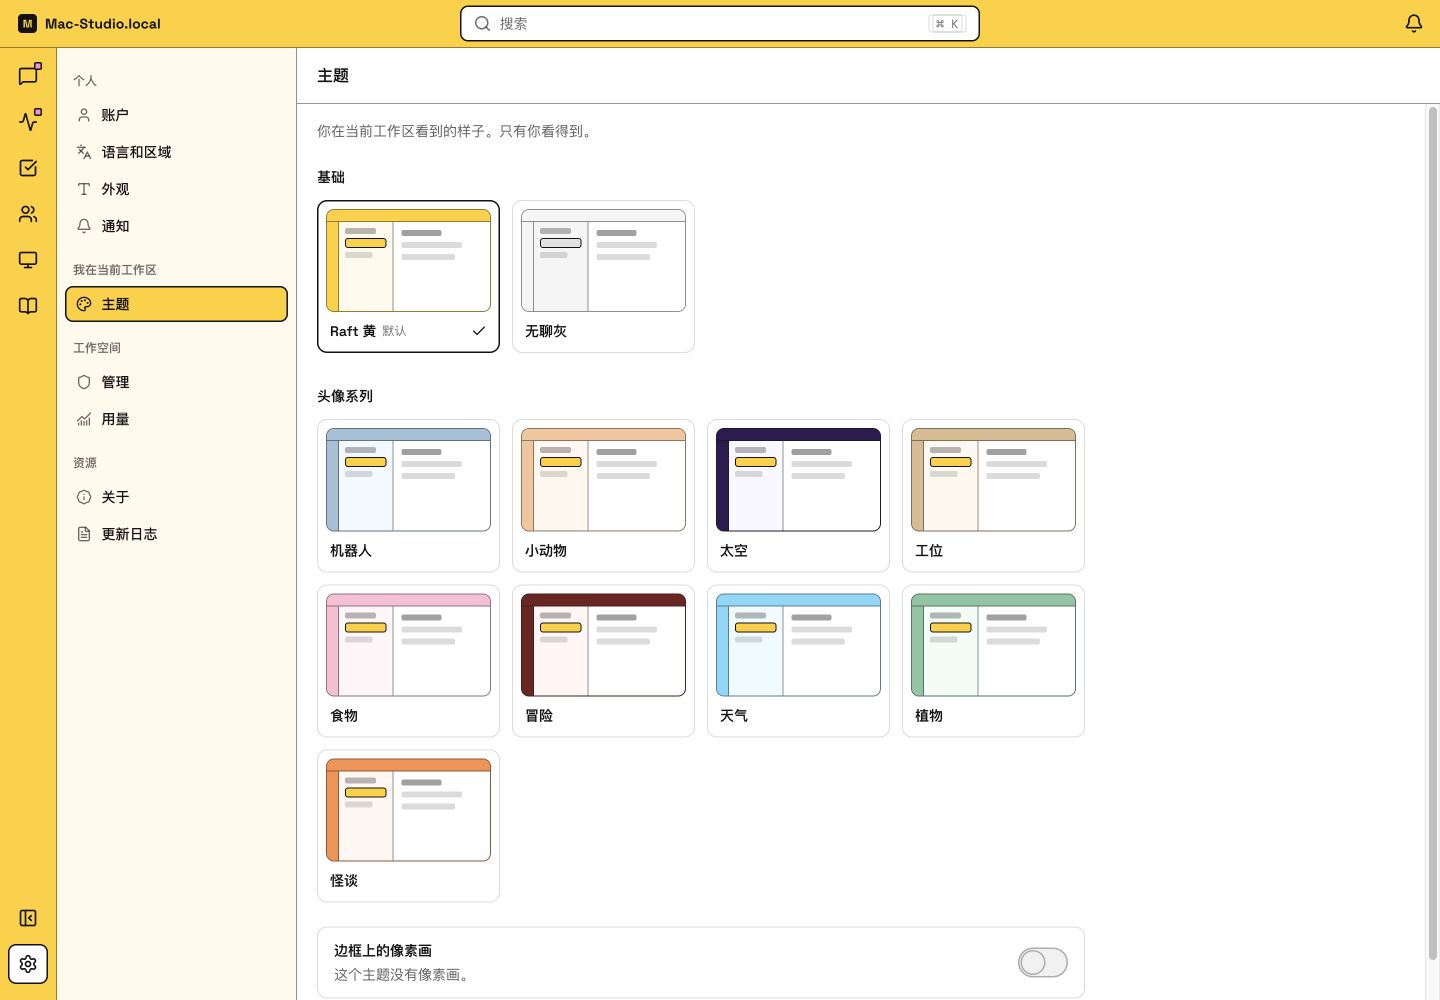 M Mac-Studio.local
搜索
⌘ K
个人
账户
语言和区域
外观
通知
我在当前工作区
主题
工作空间
管理
用量
资源
关于
更新日志
主题
你在当前工作区看到的样子。只有你看得到。
基础
Raft 黄 默认
无聊灰
头像系列
机器人
小动物
太空
工位
食物
冒险
天气
植物
怪谈
边框上的像素画
这个主题没有像素画。